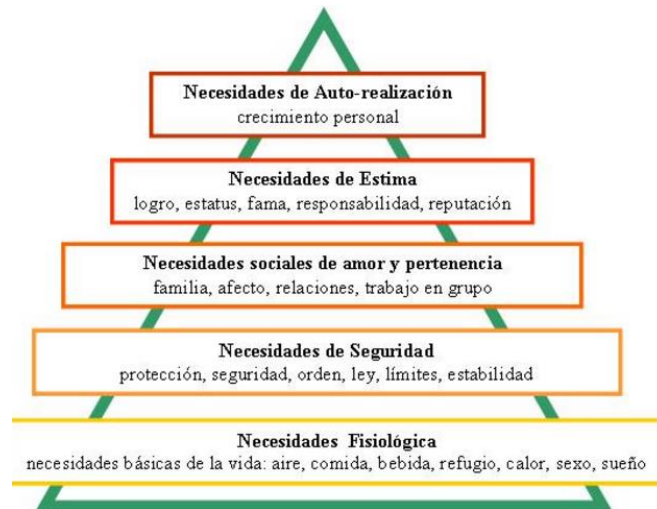 Necesidades de Auto-realización
crecimiento personal
Necesidades de Estima
logro, estatus, fama, responsabilidad, reputación
Necesidades sociales de amor y pertenencia
familia, afecto, relaciones, trabajo en grupo
Necesidades de Seguridad
protección, seguridad, orden, ley, límites, estabilidad
Necesidades Fisiológica
necesidades básicas de la vida: aire, comida, bebida, refugio, calor, sexo, sueño